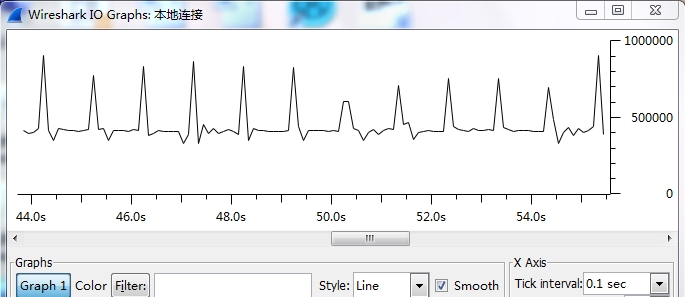 Wireshark IO Graphs: 本地连接
1000000
500000
0
44.0s 46.0s 48.0s 50.0s 52.0s 54.0s
Graphs X Axis
Graph 1 Color Filter: Style: Line Smooth Tick interval: 0.1 sec